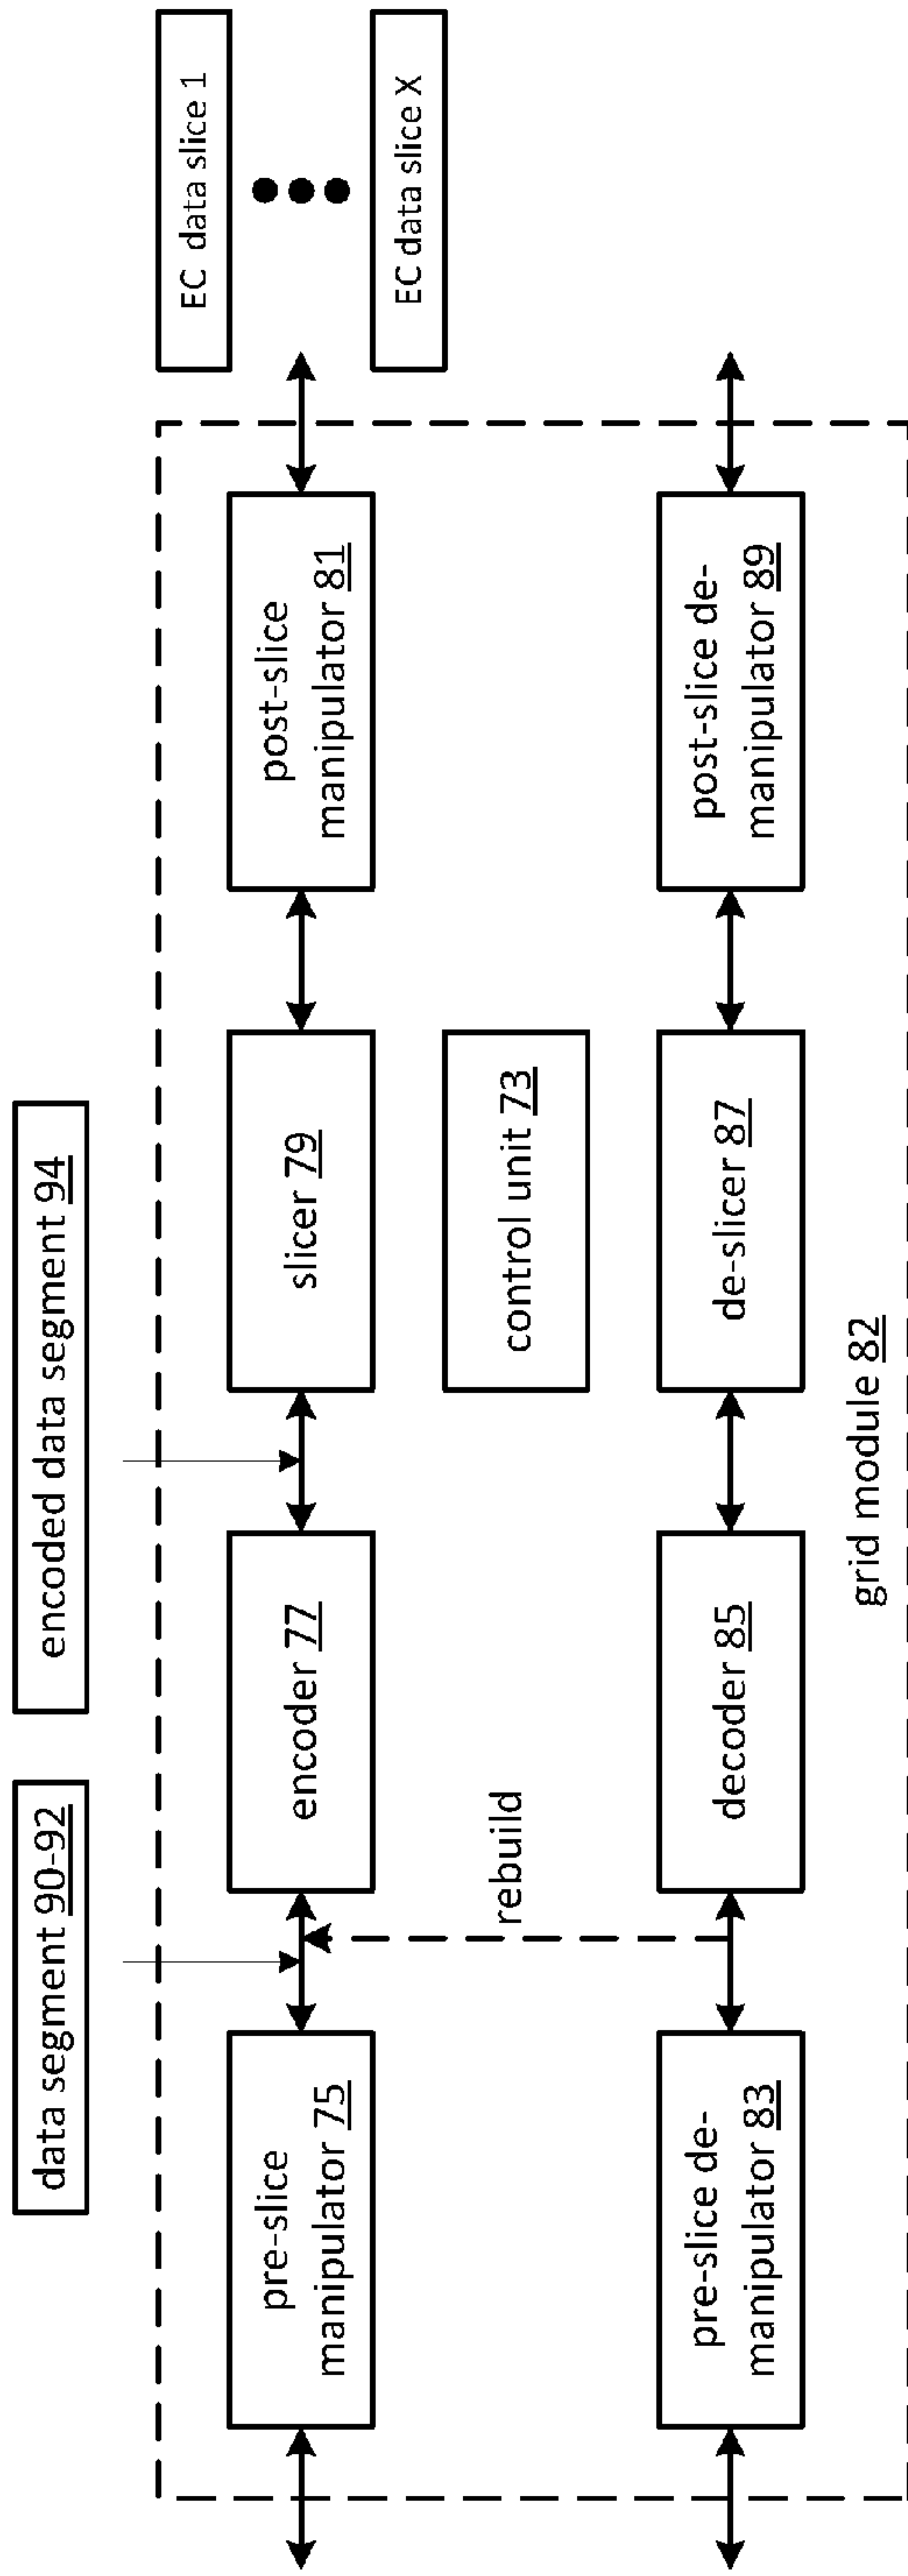 data segment 90-92
encoded data segment 94
EC data slice 1
EC data slice X
pre-slice
manipulator 75
encoder 77
slicer 79
post-slice
manipulator 81
rebuild
control unit 73
pre-slice de-
manipulator 83
decoder 85
de-slicer 87
post-slice de-
manipulator 89
grid module 82